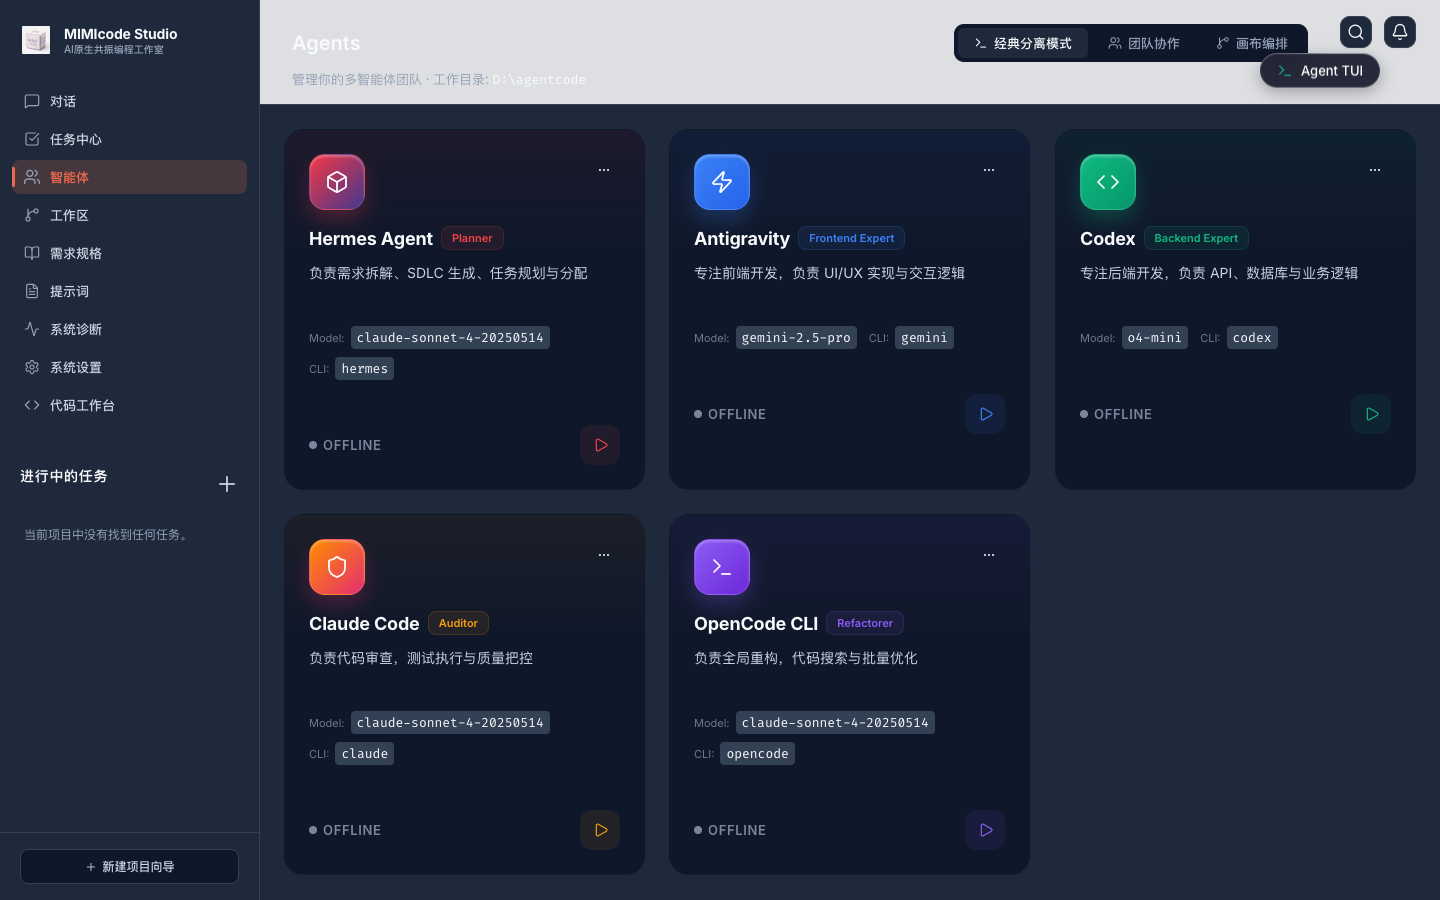 MIMIcode Studio
AI原生共振编程工作室
对话
任务中心
智能体
工作区
需求规格
提示词
系统诊断
系统设置
代码工作台
进行中的任务
当前项目中没有找到任何任务。
+ 新建项目向导
Agents
管理你的多智能体团队 · 工作目录: D:\agentcode
经典分离模式
团队协作
画布编排
Agent TUI
Hermes Agent Planner
负责需求拆解、SDLC 生成、任务规划与分配
Model: claude-sonnet-4-20250514
CLI: hermes
OFFLINE
Antigravity Frontend Expert
专注前端开发，负责 UI/UX 实现与交互逻辑
Model: gemini-2.5-pro CLI: gemini
OFFLINE
Codex Backend Expert
专注后端开发，负责 API、数据库与业务逻辑
Model: o4-mini CLI: codex
OFFLINE
Claude Code Auditor
负责代码审查，测试执行与质量把控
Model: claude-sonnet-4-20250514
CLI: claude
OFFLINE
OpenCode CLI Refactorer
负责全局重构，代码搜索与批量优化
Model: claude-sonnet-4-20250514
CLI: opencode
OFFLINE